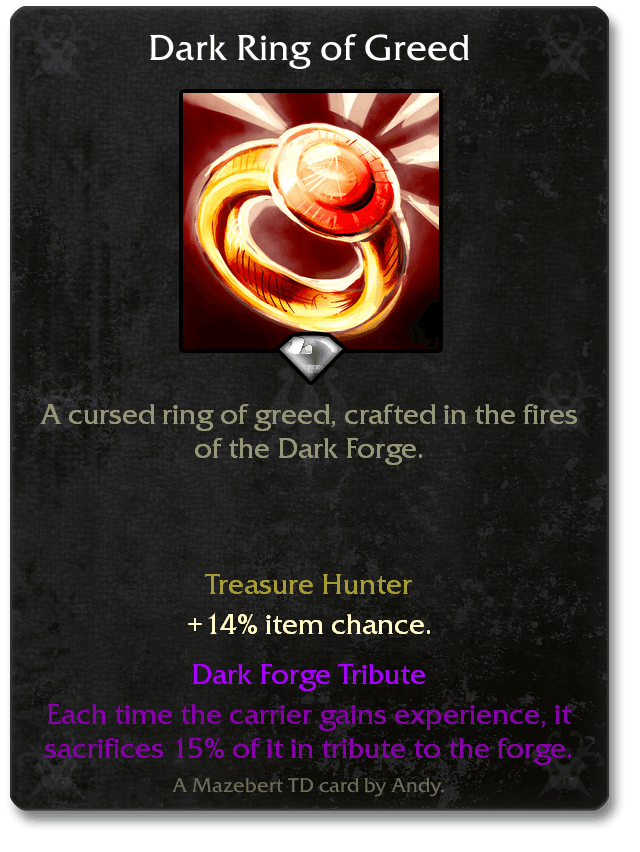 Dark Ring of Greed
A cursed ring of greed, crafted in the fires
of the Dark Forge.
Treasure Hunter
+14% item chance.
Dark Forge Tribute
Each time the carrier gains experience, it
sacrifices 15% of it in tribute to the forge.
A Mazebert TD card by Andy.